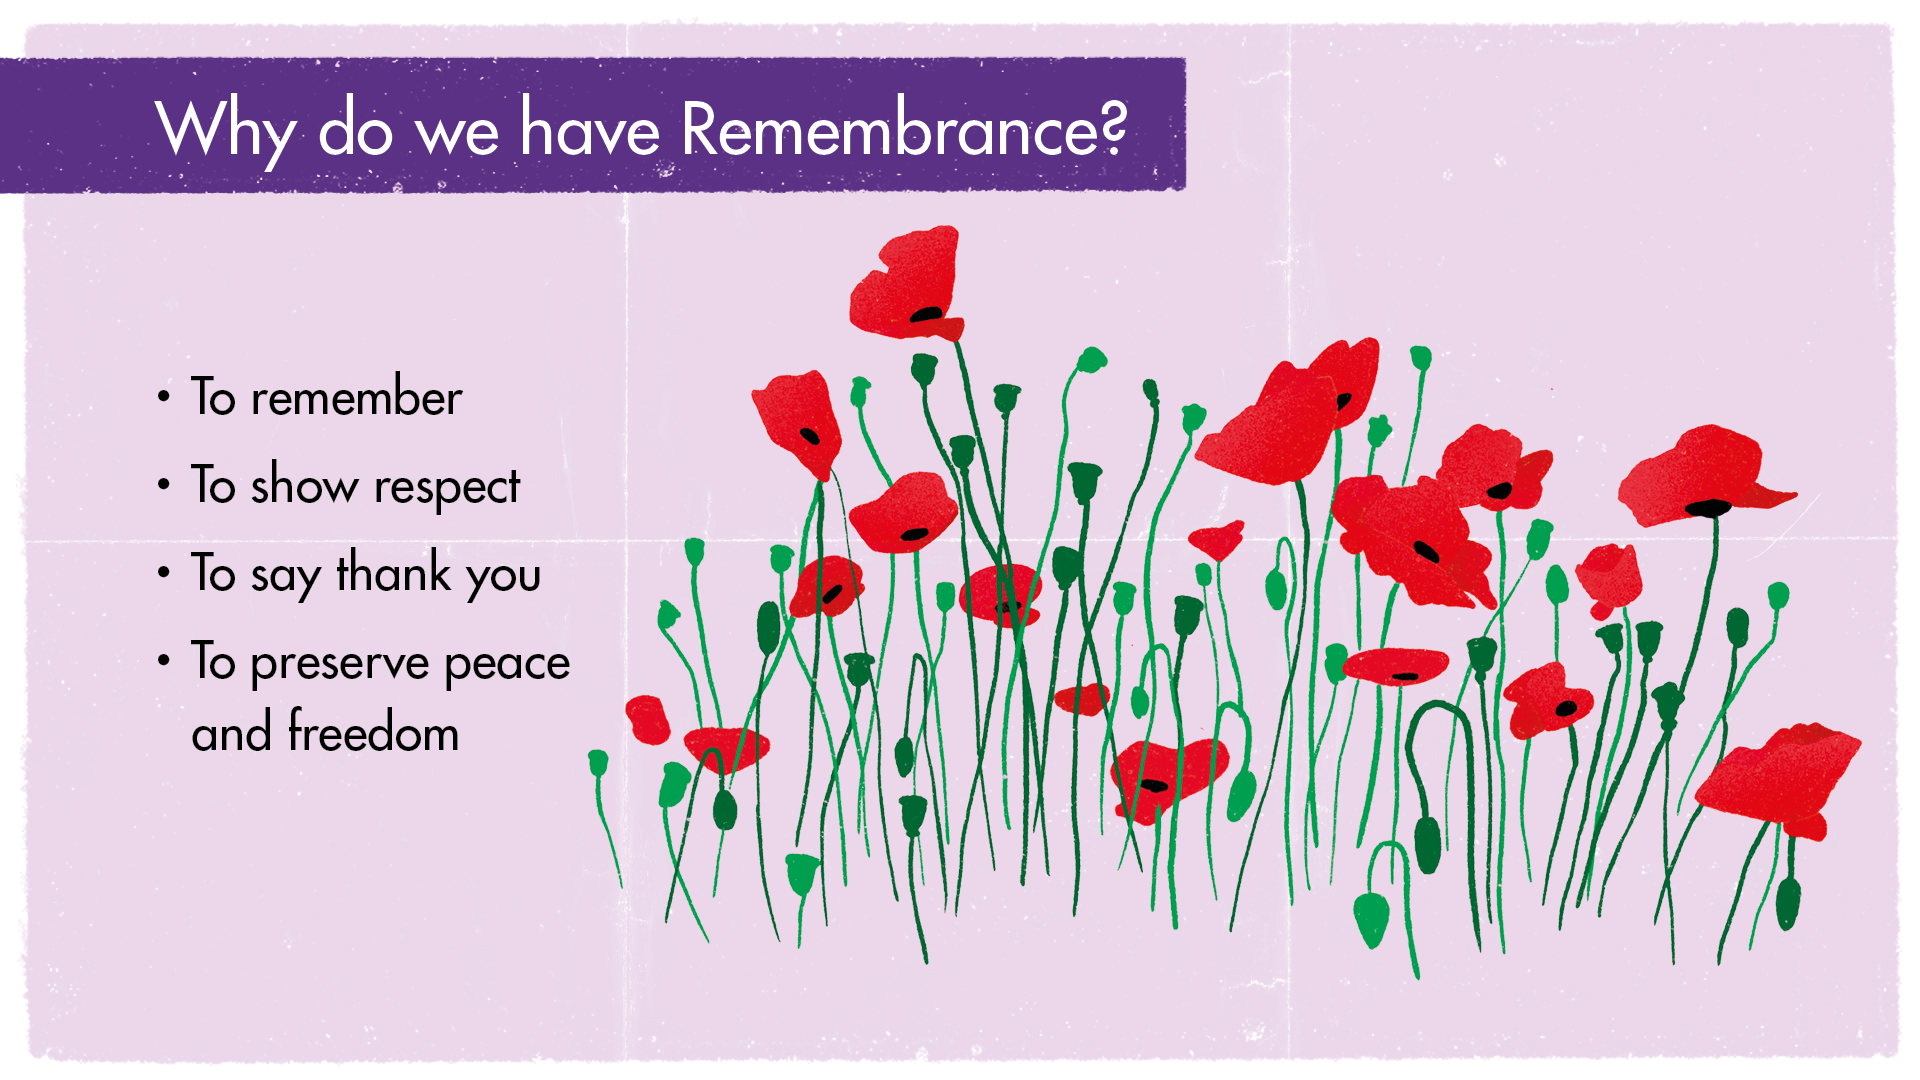 Why do we have Remembrance?
• To remember
• To show respect
• To say thank you
• To preserve peace
and freedom